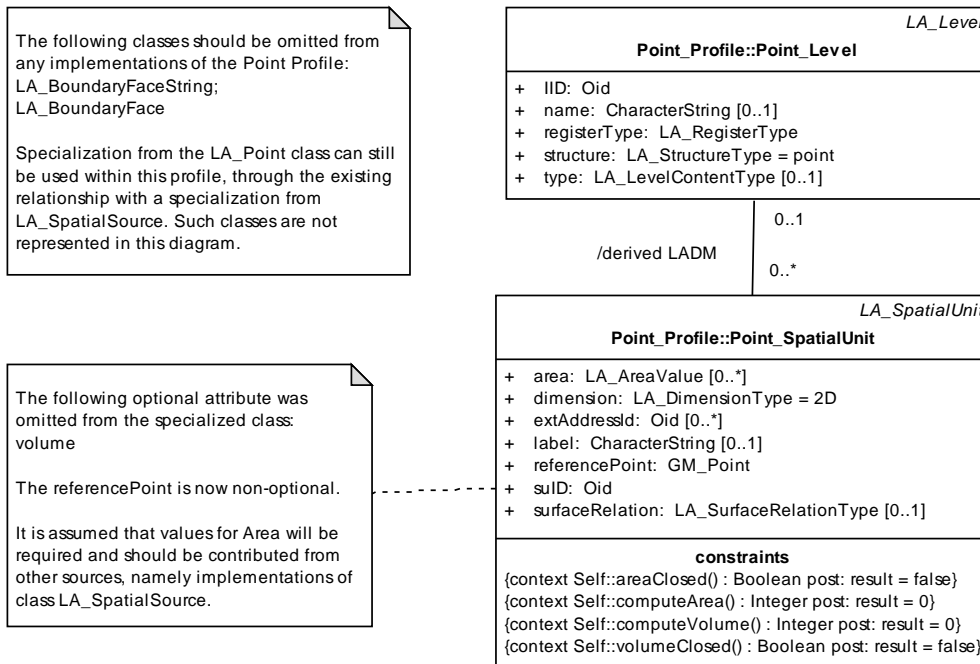 The following classes should be omitted from
any implementations of the Point Profile:
LA_BoundaryFaceString;
LA_BoundaryFace
Specialization from the LA_Point class can still
be used within this profile, through the existing
relationship with a specialization from
LA_SpatialSource. Such classes are not
represented in this diagram.
LA_Level
Point_Profile::Point_Level
+ lID: Oid
+ name: CharacterString [0..1]
+ registerType: LA_RegisterType
+ structure: LA_StructureType = point
+ type: LA_LevelContentType [0..1]
0..1
/derived LADM
0..*
The following optional attribute was
omitted from the specialized class:
volume
The referencePoint is now non-optional.
It is assumed that values for Area will be
required and should be contributed from
other sources, namely implementations of
class LA_SpatialSource.
LA_SpatialUnit
Point_Profile::Point_SpatialUnit
+ area: LA_AreaValue [0..*]
+ dimension: LA_DimensionType = 2D
+ extAddressId: Oid [0..*]
+ label: CharacterString [0..1]
+ referencePoint: GM_Point
+ suID: Oid
+ surfaceRelation: LA_SurfaceRelationType [0..1]
constraints
{context Self::areaClosed() : Boolean post: result = false}
{context Self::computeArea() : Integer post: result = 0}
{context Self::computeVolume() : Integer post: result = 0}
{context Self::volumeClosed() : Boolean post: result = false}